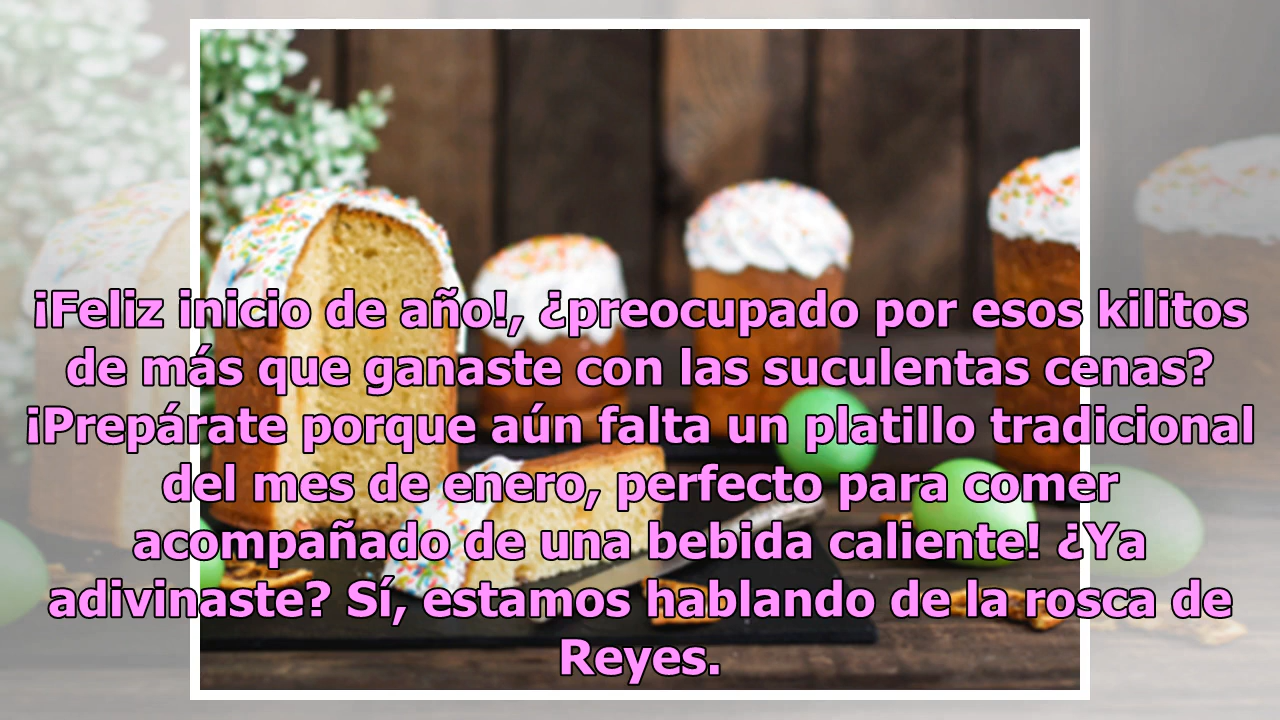 ¡Feliz inicio de año!, ¿preocupado por esos kilitos
de más que ganaste con las suculentas cenas?
¡Prepárate porque aún falta un platillo tradicional
del mes de enero, perfecto para comer
acompañado de una bebida caliente! ¿Ya
adivinaste? Sí, estamos hablando de la rosca de
Reyes.